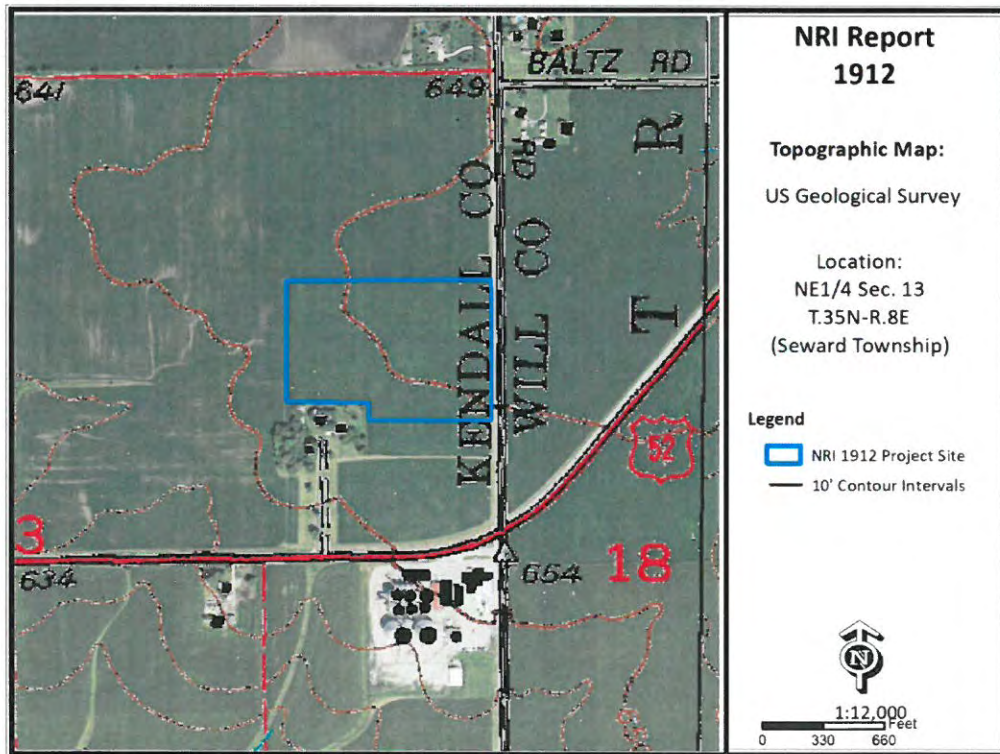 NRI Report
1912
Topographic Map:
US Geological Survey
Location:
NE1/4 Sec. 13
T.35N-R.8E
(Seward Township)
Legend
NRI 1912 Project Site
10' Contour Intervals
N
1:12,000
Feet
0 330 660
BALTZ RD
641
649
RD
R
T
KENDALL CO
WILL CO
52
3
634
654
18